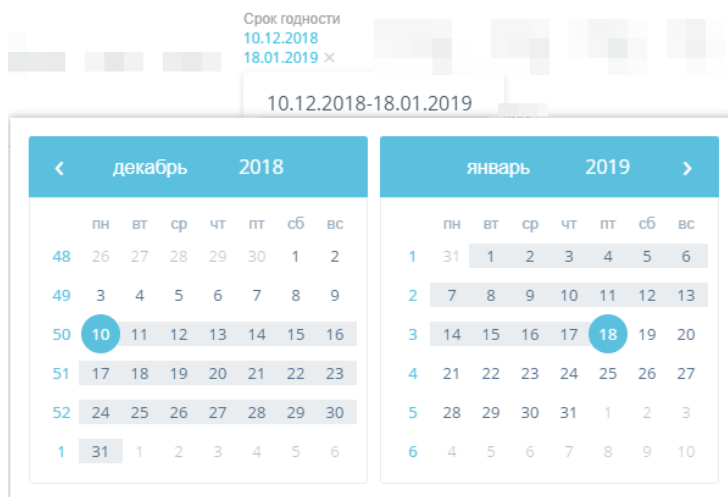 Срок годности
10.12.2018
18.01.2019 ×
10.12.2018-18.01.2019
‹ декабрь 2018
пн вт ср чт пт сб вс
48 26 27 28 29 30 1 2
49 3 4 5 6 7 8 9
50 10 11 12 13 14 15 16
51 17 18 19 20 21 22 23
52 24 25 26 27 28 29 30
1 31 1 2 3 4 5 6
январь 2019 ›
пн вт ср чт пт сб вс
1 31 1 2 3 4 5 6
2 7 8 9 10 11 12 13
3 14 15 16 17 18 19 20
4 21 22 23 24 25 26 27
5 28 29 30 31 1 2 3
6 4 5 6 7 8 9 10